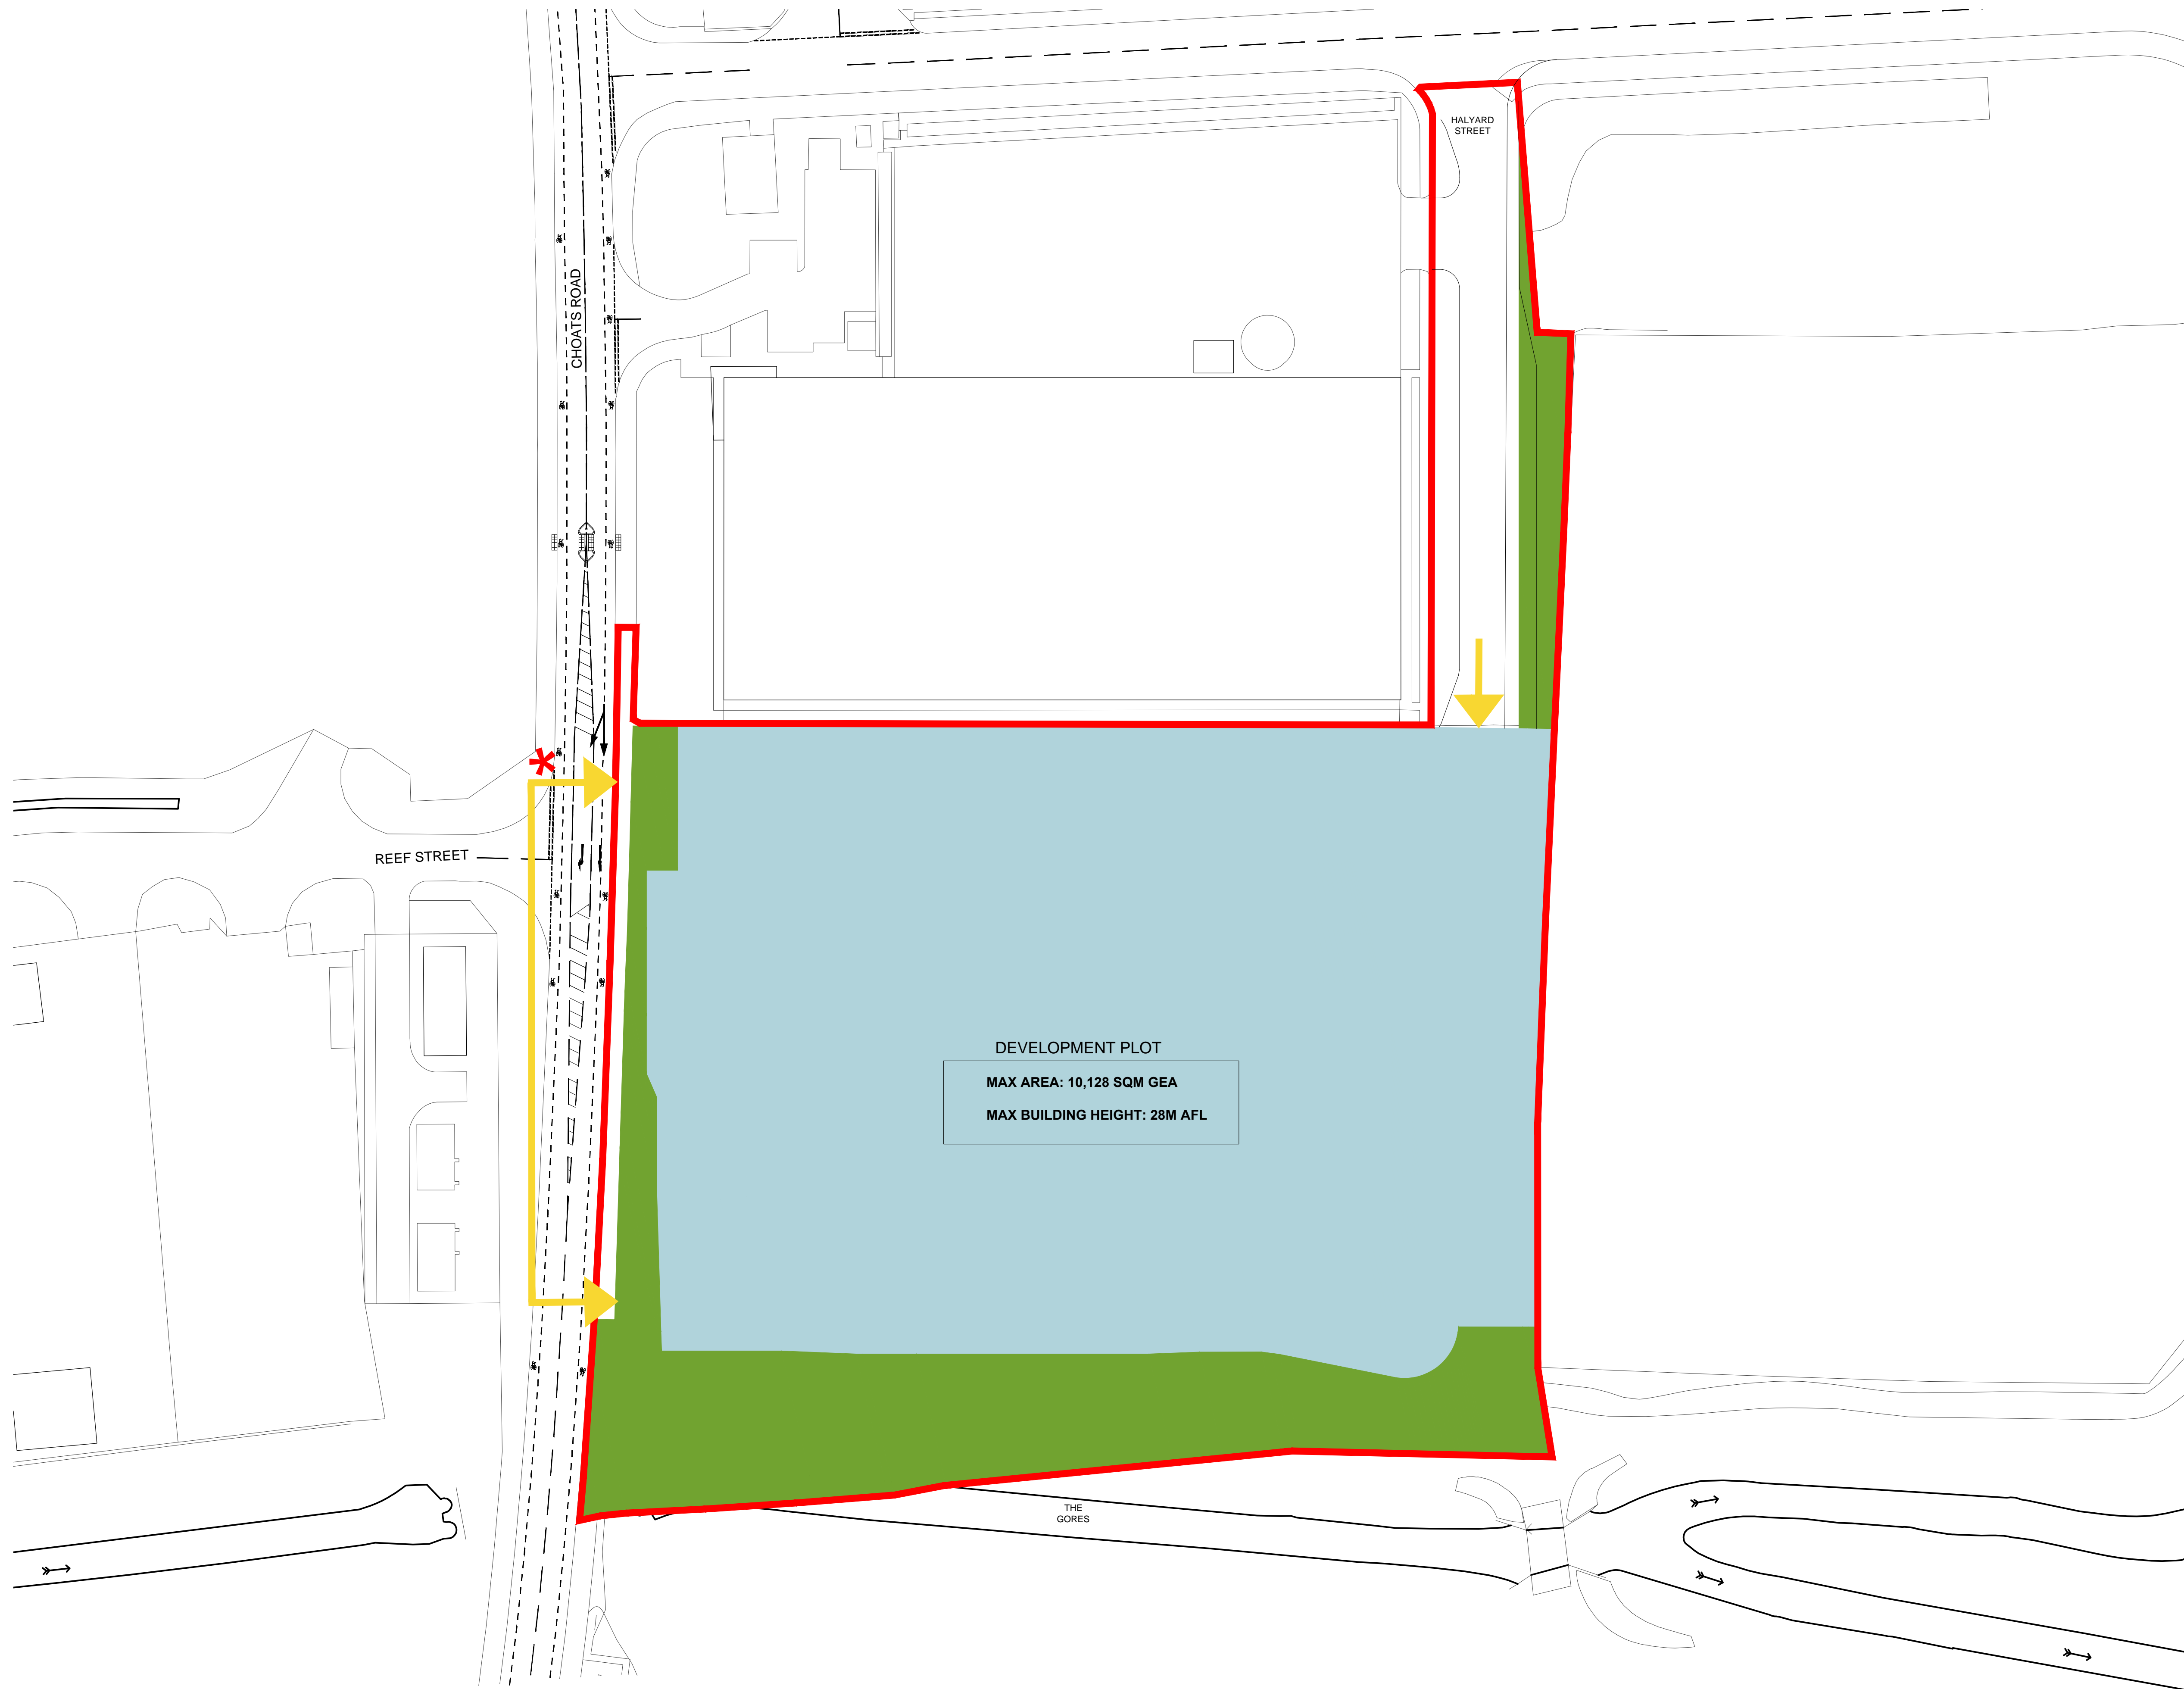 HALYARD
STREET
CHOATS ROAD
REEF STREET
DEVELOPMENT PLOT
MAX AREA: 10,128 SQM GEA
MAX BUILDING HEIGHT: 28M AFL
THE
GORES